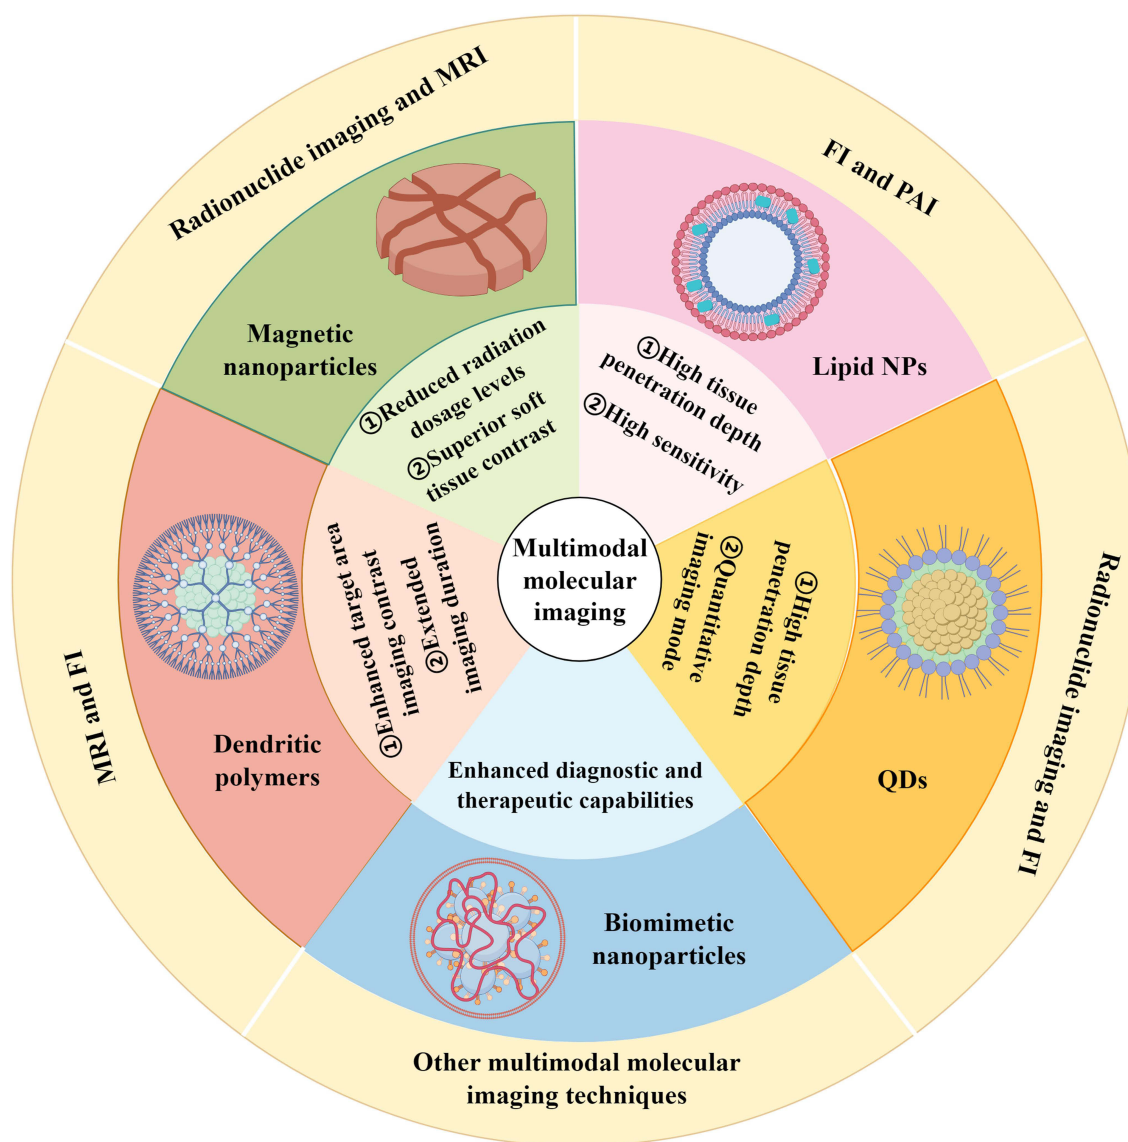 Radionuclide imaging and MRI
FI and PAI
Magnetic
nanoparticles
Lipid NPs
①Reduced radiation
dosage levels
②Superior soft
tissue contrast
①High tissue
penetration depth
②High sensitivity
Multimodal
molecular
imaging
①Enhanced target area
imaging contrast
②Extended
imaging duration
①High tissue
penetration depth
②Quantitative
imaging mode
MRI and FI
Dendritic
polymers
QDs
Radionuclide imaging and FI
Enhanced diagnostic and
therapeutic capabilities
Biomimetic
nanoparticles
Other multimodal molecular
imaging techniques